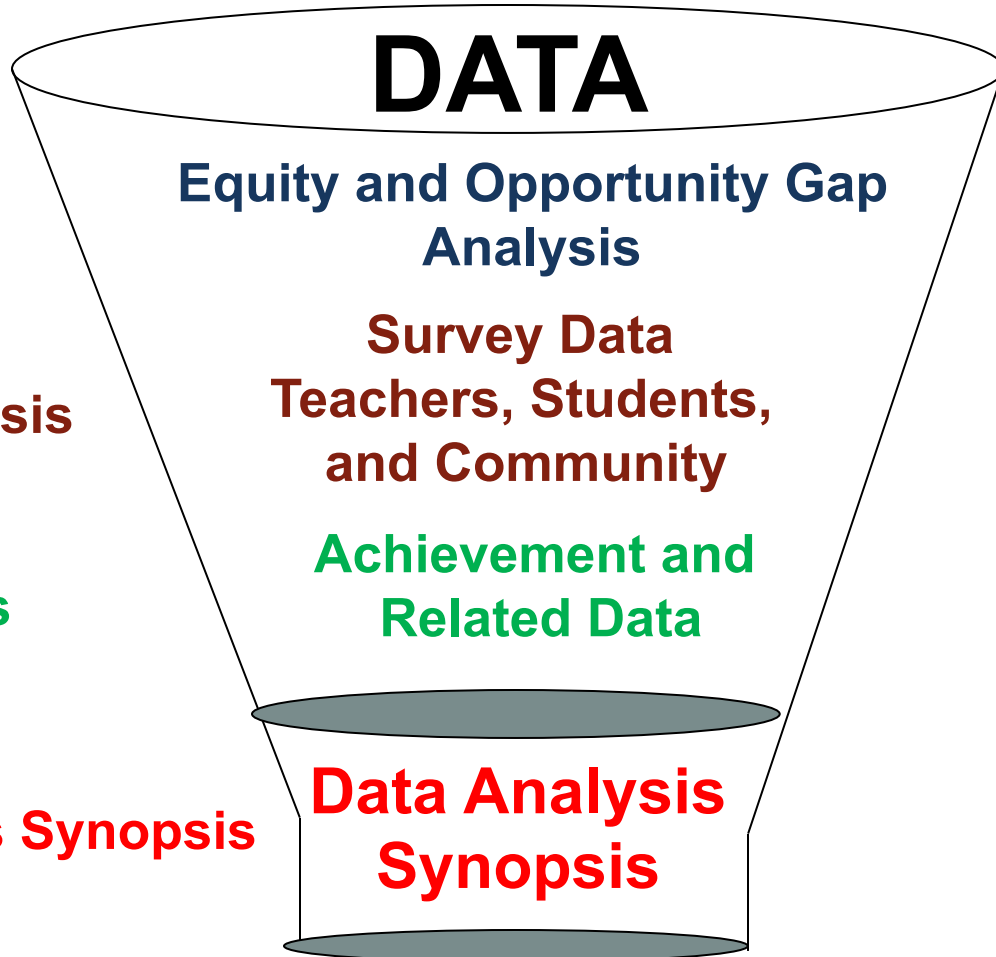 DATA
Equity and Opportunity Gap
Analysis
Survey Data
Teachers, Students,
and Community
Achievement and
Related Data
Data Analysis
Synopsis
Synopsis